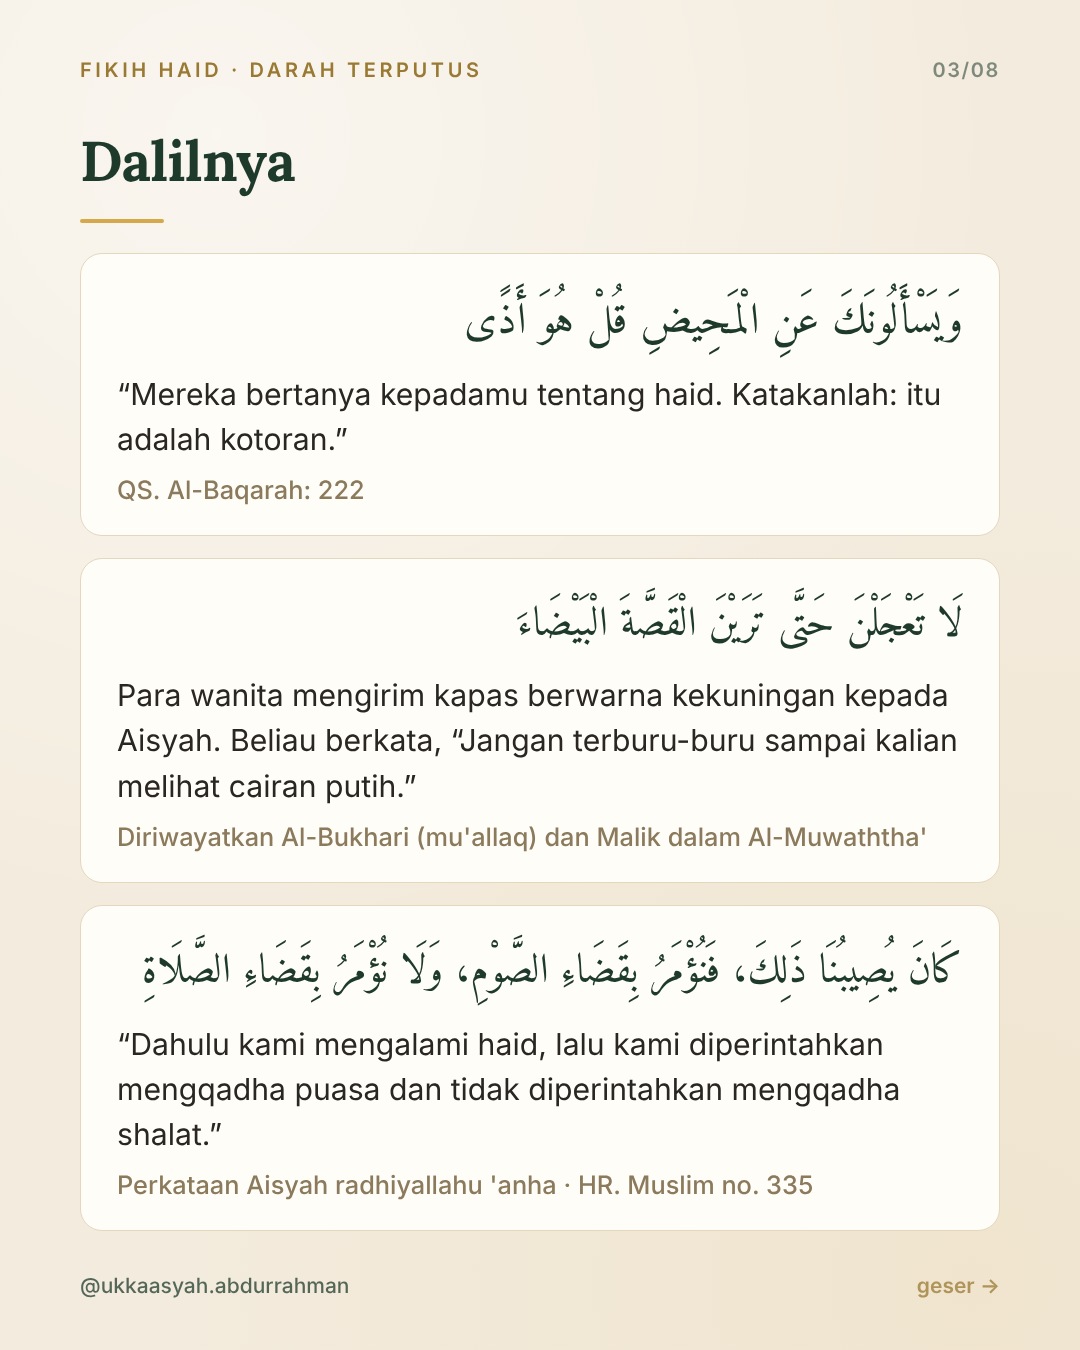 FIKIH HAID · DARAH TERPUTUS
03/08
Dalilnya
وَيَسْأَلُونَكَ عَنِ الْمَحِيضِ قُلْ هُوَ أَذًى
“Mereka bertanya kepadamu tentang haid. Katakanlah: itu
adalah kotoran.”
QS. Al-Baqarah: 222
لَا تَعْجَلْنَ حَتَّى تَرَيْنَ الْقَصَّةَ الْبَيْضَاءَ
Para wanita mengirim kapas berwarna kekuningan kepada
Aisyah. Beliau berkata, “Jangan terburu-buru sampai kalian
melihat cairan putih.”
Diriwayatkan Al-Bukhari (mu'allaq) dan Malik dalam Al-Muwaththa'
كَانَ يُصِيبُنَا ذَلِكَ، فَنُؤْمَرُ بِقَضَاءِ الصَّوْمِ، وَلَا نُؤْمَرُ بِقَضَاءِ الصَّلَاةِ
“Dahulu kami mengalami haid, lalu kami diperintahkan
mengqadha puasa dan tidak diperintahkan mengqadha
shalat.”
Perkataan Aisyah radhiyallahu 'anha · HR. Muslim no. 335
@ukkaasyah.abdurrahman
geser →